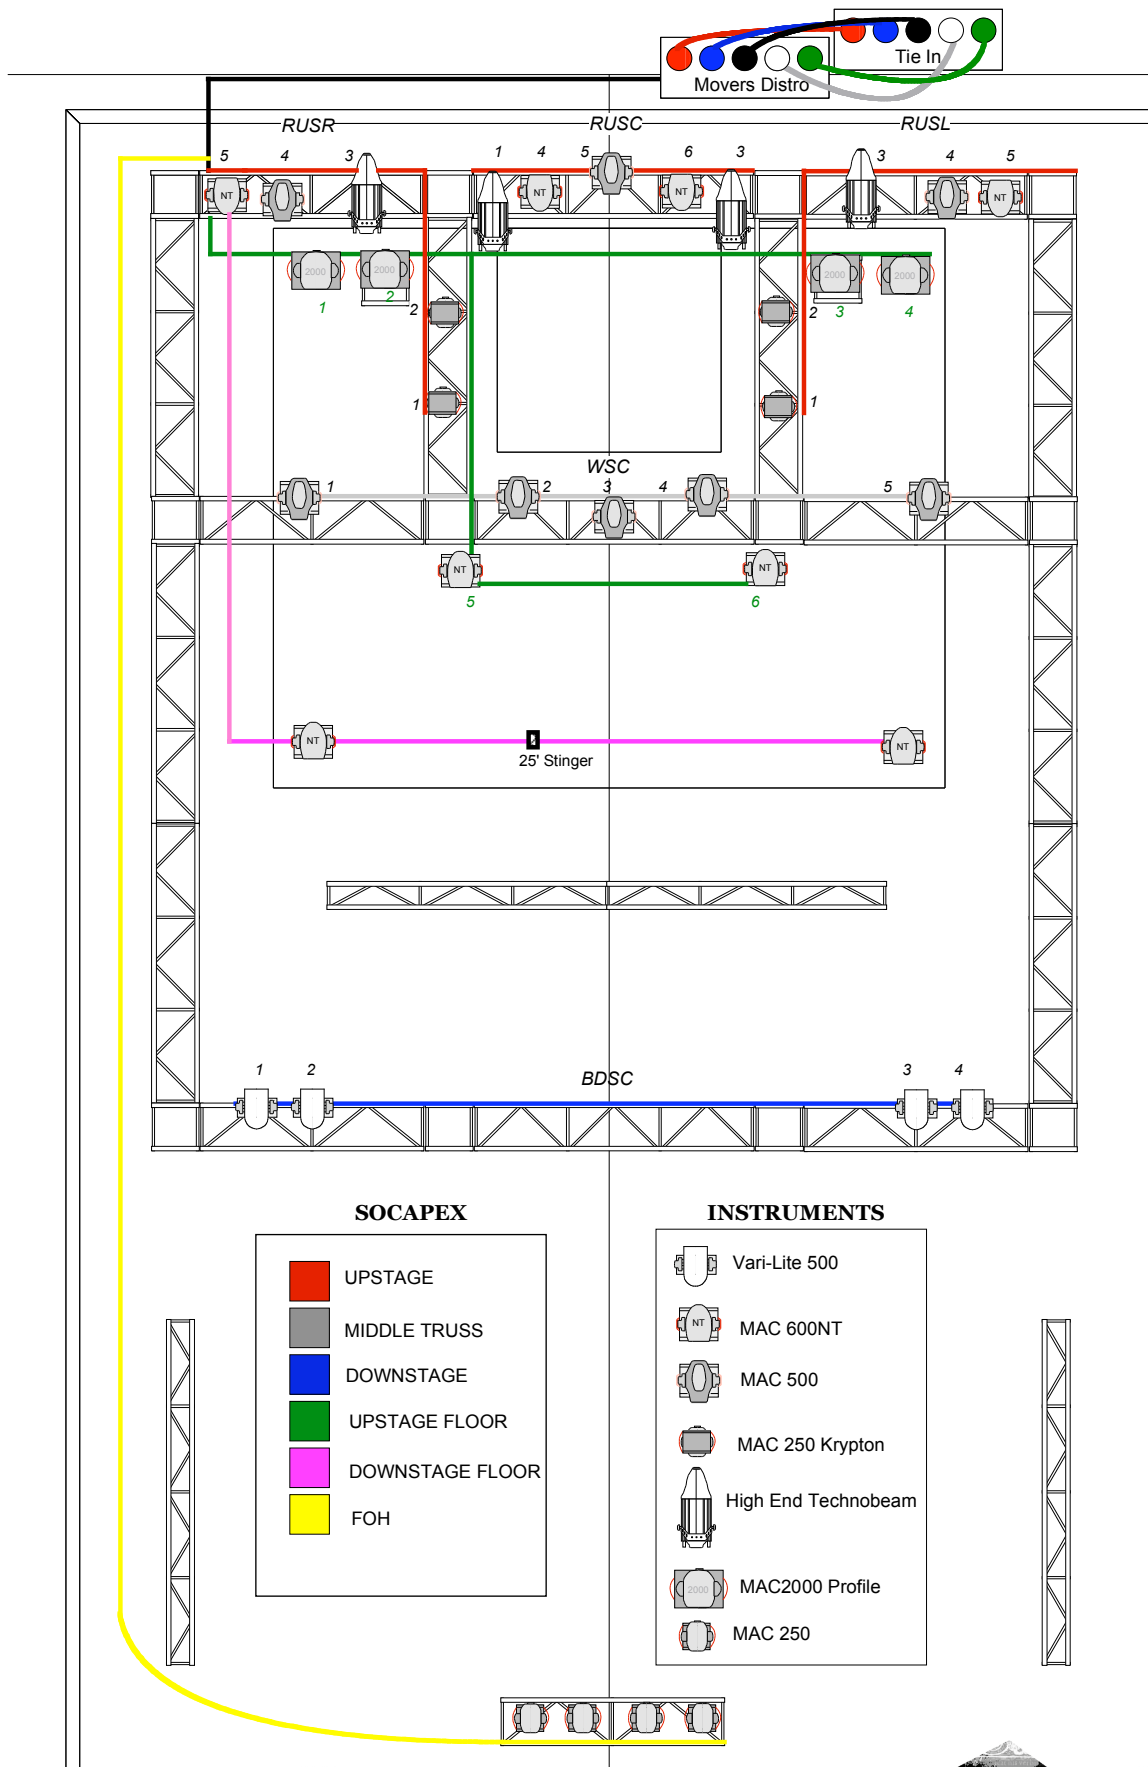 Tie In
Movers Distro
RUSR RUSC RUSL
5 4 3 1 4 5 6 3 3 4 5
NT NT NT NT
2000 2000 2000 2000
1 2 2 2 3 4
1 1
WSC
1 2 3 4 5
NT NT
5 6
NT NT
25' Stinger
1 2 BDSC 3 4
SOCAPEX
UPSTAGE
MIDDLE TRUSS
DOWNSTAGE
UPSTAGE FLOOR
DOWNSTAGE FLOOR
FOH
INSTRUMENTS
Vari-Lite 500
NT MAC 600NT
MAC 500
MAC 250 Krypton
High End Technobeam
2000 MAC2000 Profile
MAC 250